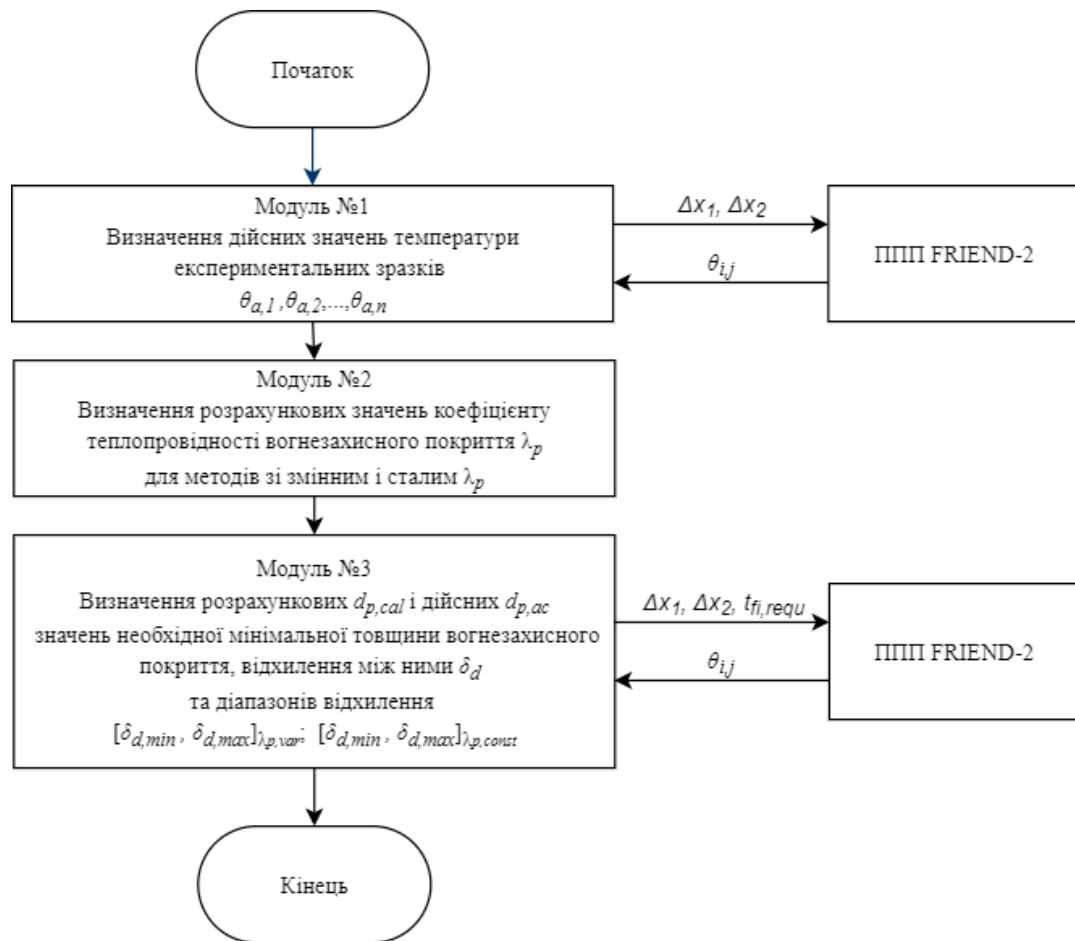 Початок
Модуль №1
Визначення дійсних значень температури
експериментальних зразків
θa,1 ,θa,2,...,θa,n
Δx1, Δx2
θi,j
ППП FRIEND-2
Модуль №2
Визначення розрахункових значень коефіцієнту
теплопровідності вогнезахисного покриття λp
для методів зі змінним і сталим λp
Модуль №3
Визначення розрахункових dp,cal і дійсних dp,ac
значень необхідної мінімальної товщини вогнезахисного
покриття, відхилення між ними δd
та діапазонів відхилення
[δd,min , δd,max]λp,var; [δd,min , δd,max]λp,const
Δx1, Δx2, tfi,requ
θi,j
ППП FRIEND-2
Кінець